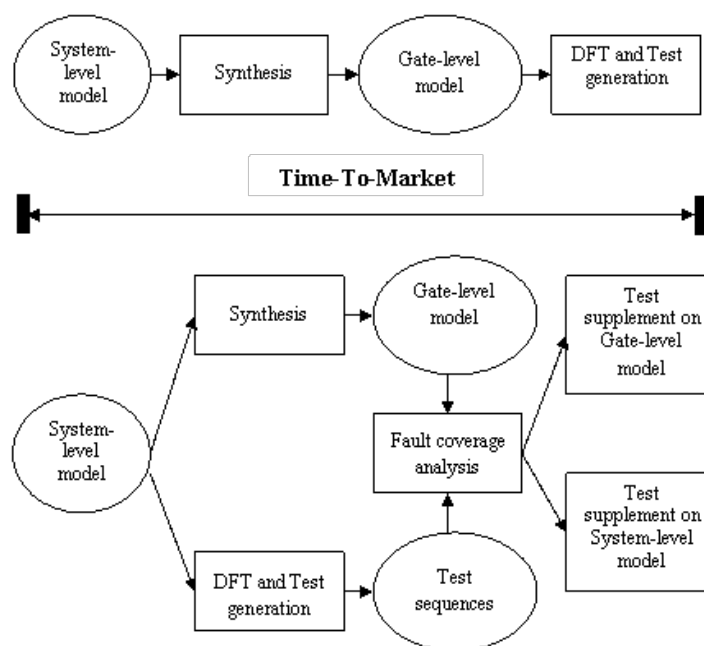 System-
level
model
Synthesis
Gate-level
model
DFT and Test
generation
Time-To-Market
Synthesis
Gate-level
model
Test
supplement on
Gate-level
model
System-
level
model
Fault coverage
analysis
Test
supplement on
System-level
model
DFT and Test
generation
Test
sequences